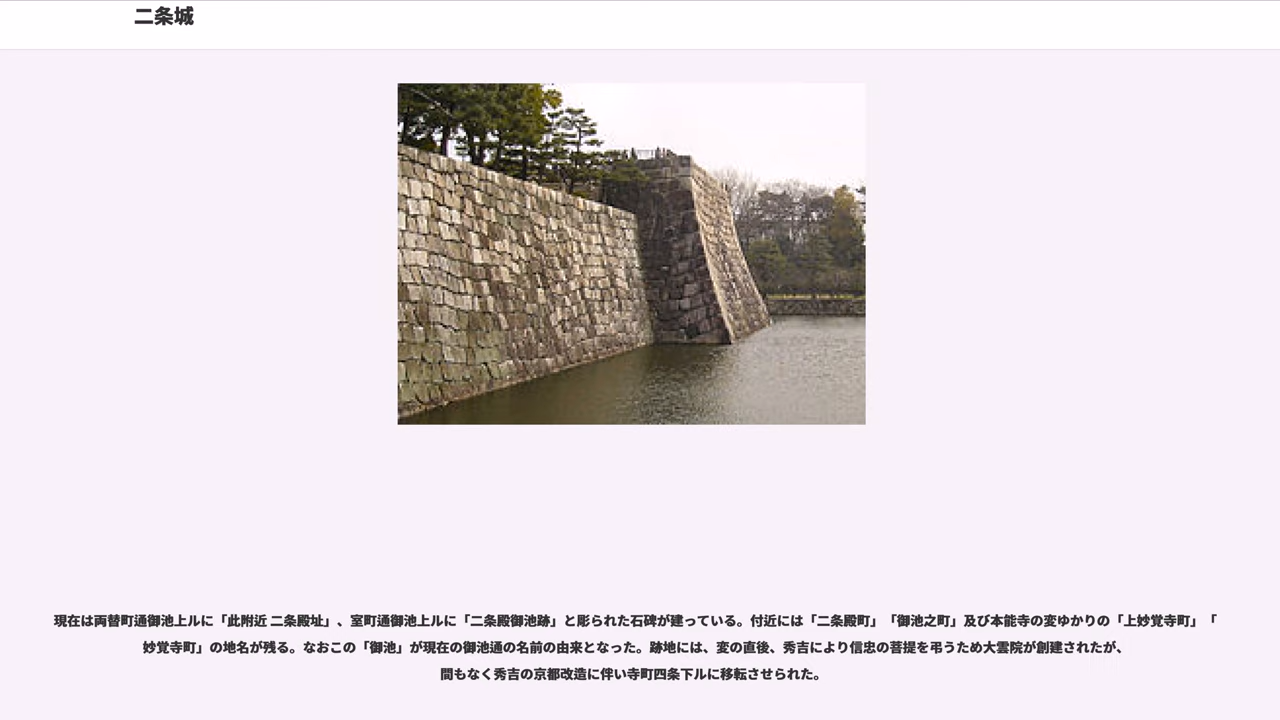 二条城
現在は両替町通御池上ルに「此附近 二条殿址」、室町通御池上ルに「二条殿御池跡」と彫られた石碑が建っている。付近には「二条殿町」「御池之町」及び本能寺の変ゆかりの「上妙覚寺町」「
妙覚寺町」の地名が残る。なおこの「御池」が現在の御池通の名前の由来となった。跡地には、変の直後、秀吉により信忠の菩提を弔うため大雲院が創建されたが、
間もなく秀吉の京都改造に伴い寺町四条下ルに移転させられた。